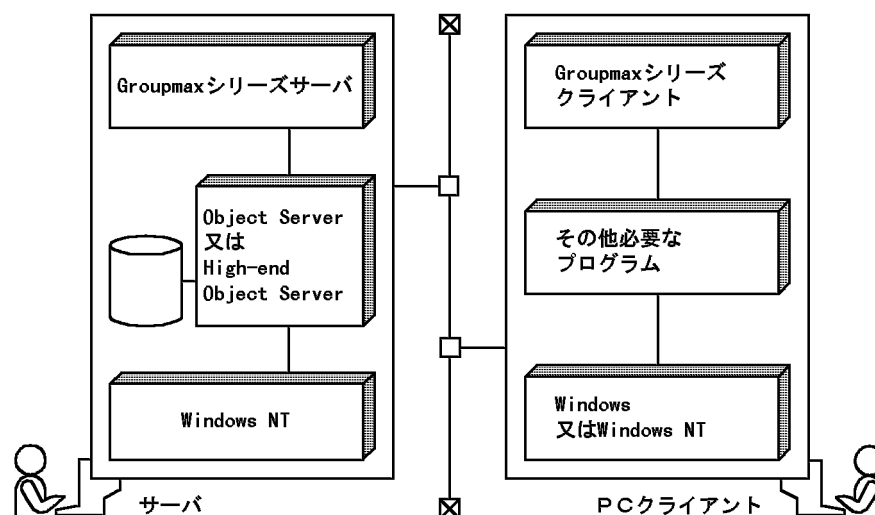 Groupmaxシリーズサーバ
Object Server
又は
High-end
Object Server
Windows NT
サーバ
Groupmaxシリーズ
クライアント
その他必要な
プログラム
Windows
又はWindows NT
ＰＣクライアント